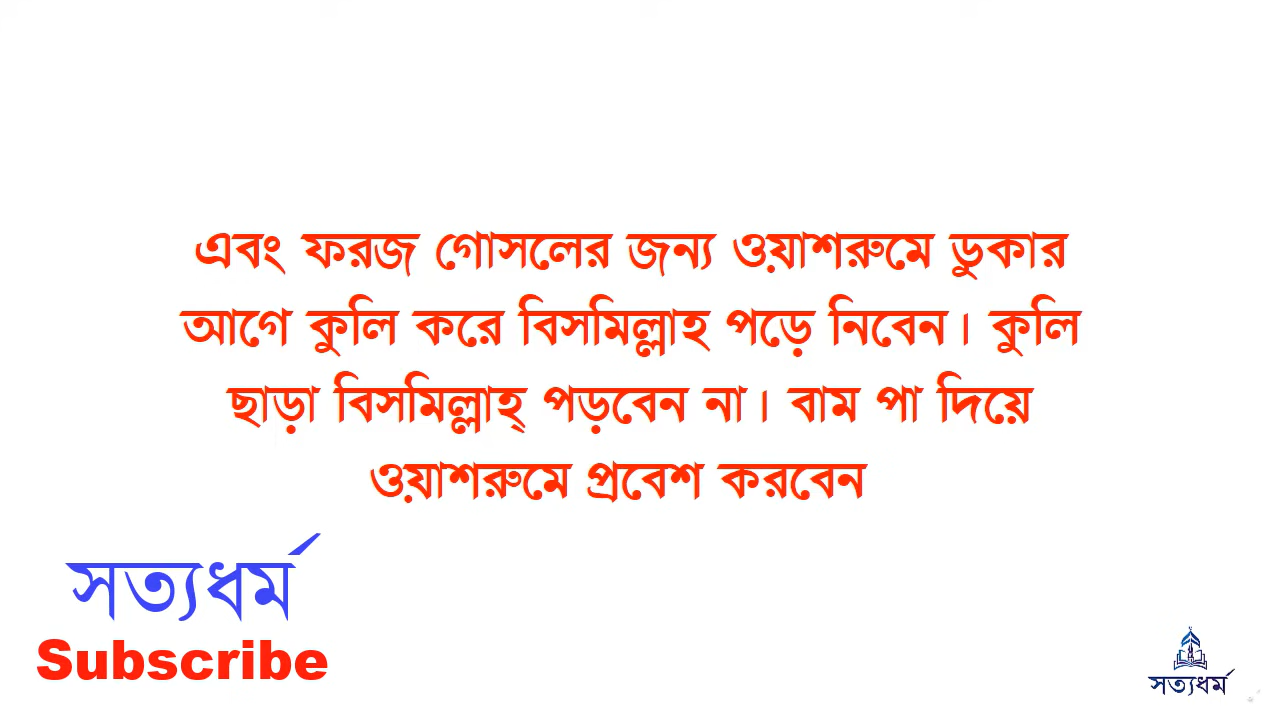 এবং ফরজ গোসলের জন্য ওয়াশরুমে ডুকার
আগে কুলি করে বিসমিল্লাহ পড়ে নিবেন। কুলি
ছাড়া বিসমিল্লাহ্ পড়বেন না। বাম পা দিয়ে
ওয়াশরুমে প্রবেশ করবেন
সত্যধর্ম
Subscribe
সত্যধর্ম